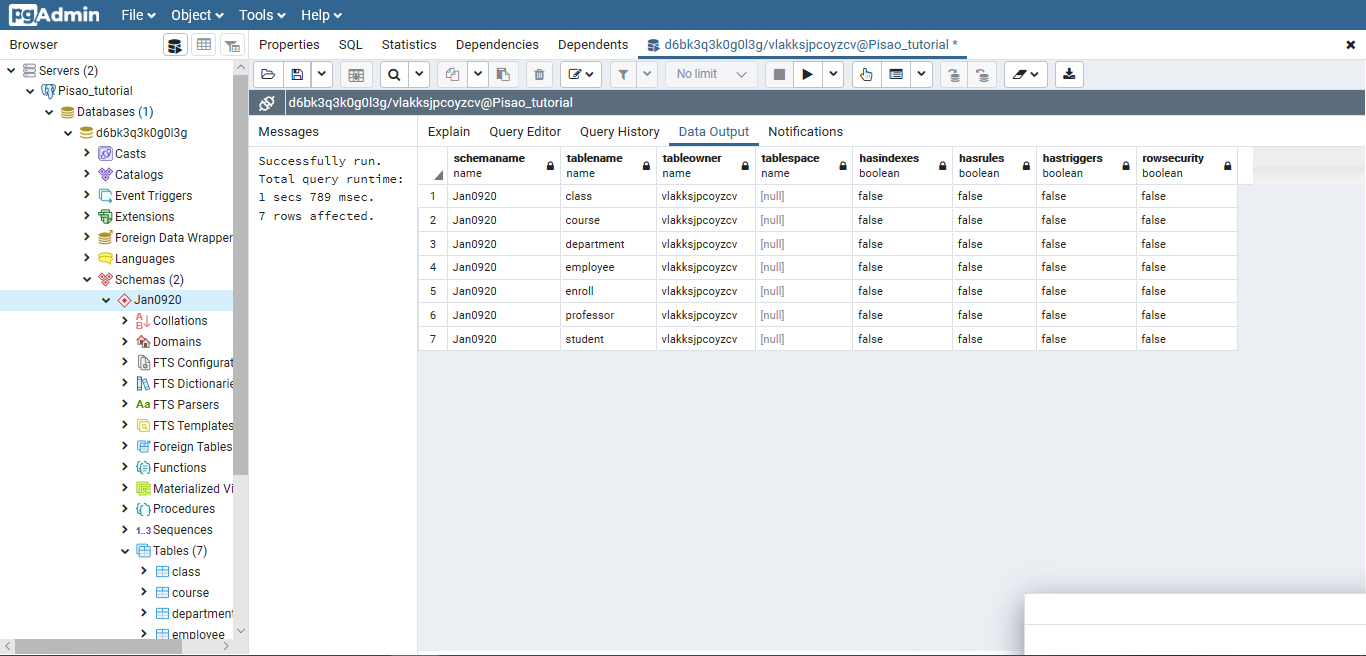 pgAdmin File Object Tools Help
Browser
Properties SQL Statistics Dependencies Dependents d6bk3q3k0g0l3g/vlakksjpcoyzcv@Pisao_tutorial *
No limit
d6bk3q3k0g0l3g/vlakksjpcoyzcv@Pisao_tutorial
Servers (2)
Pisao_tutorial
Databases (1)
d6bk3q3k0g0l3g
Casts
Catalogs
Event Triggers
Extensions
Foreign Data Wrapper
Languages
Schemas (2)
Jan0920
Collations
Domains
FTS Configurat
FTS Dictionarie
Aa FTS Parsers
FTS Templates
Foreign Tables
Functions
Materialized Vi
Procedures
1..3 Sequences
Tables (7)
class
course
department
employee
Messages
Successfully run.
Total query runtime:
1 secs 789 msec.
7 rows affected.
Explain Query Editor Query History Data Output Notifications
schemaname tablename tableowner tablespace hasindexes hasrules hastriggers rowsecurity
name name name name boolean boolean boolean boolean
1 Jan0920 class vlakksjpcoyzcv [null] false false false false
2 Jan0920 course vlakksjpcoyzcv [null] false false false false
3 Jan0920 department vlakksjpcoyzcv [null] false false false false
4 Jan0920 employee vlakksjpcoyzcv [null] false false false false
5 Jan0920 enroll vlakksjpcoyzcv [null] false false false false
6 Jan0920 professor vlakksjpcoyzcv [null] false false false false
7 Jan0920 student vlakksjpcoyzcv [null] false false false false